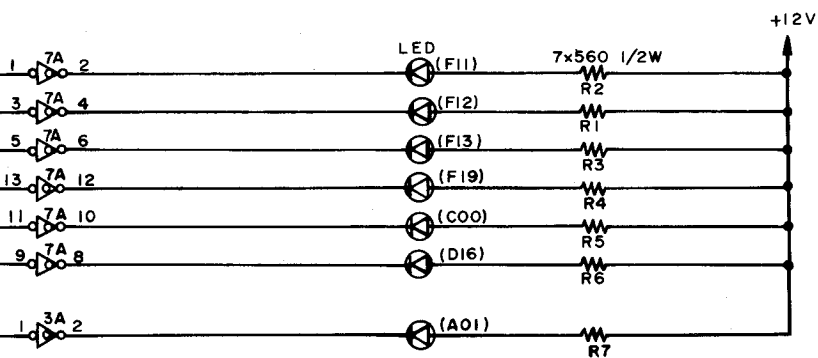 +12V
LED
7x560 1/2W
1 7A 2 (F11) R2
3 7A 4 (F12) R1
5 7A 6 (F13) R3
13 7A 12 (F19) R4
11 7A 10 (C00) R5
9 7A 8 (D16) R6
1 3A 2 (A01) R7